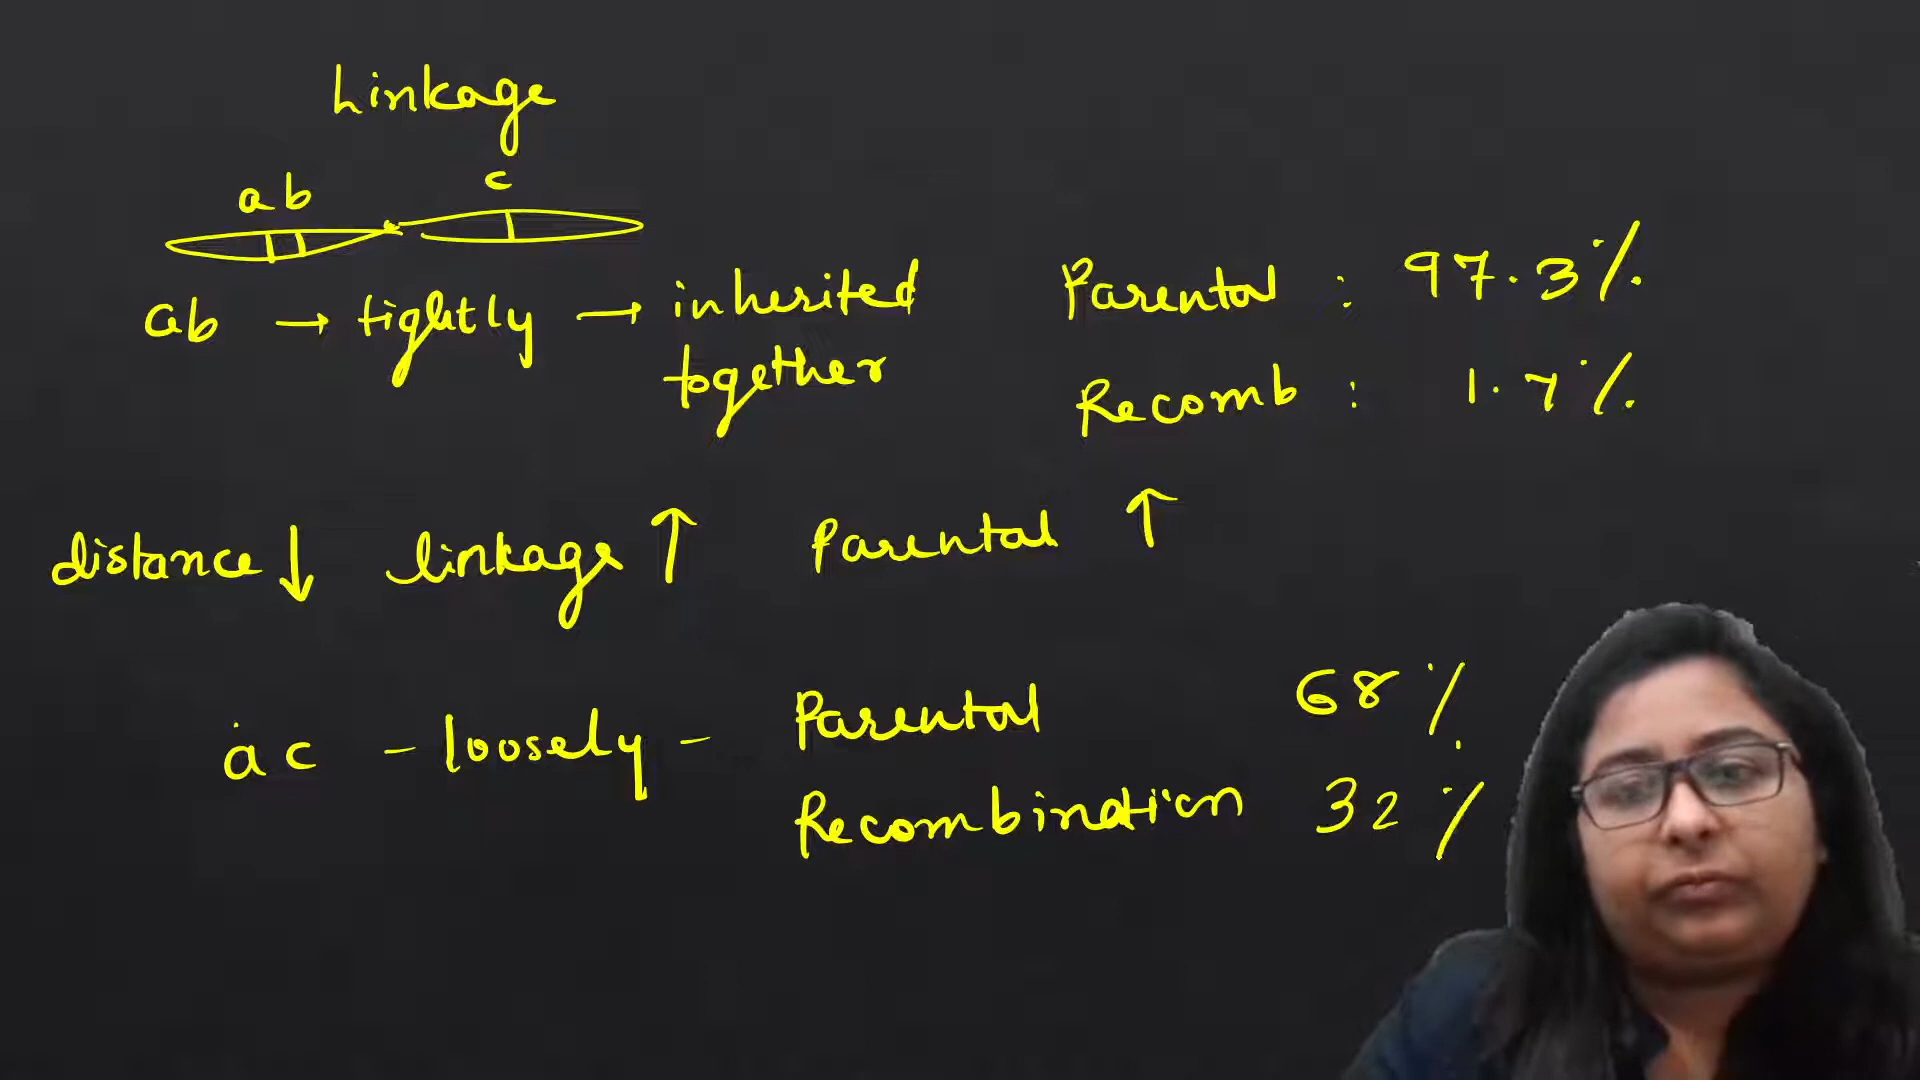 Linkage
a b c
ab → tightly → inherited together
Parental : 97.3%
Recomb : 1.7%
distance ↓ linkage ↑ Parental ↑
ac - loosely - Parental 68%
Recombination 32%